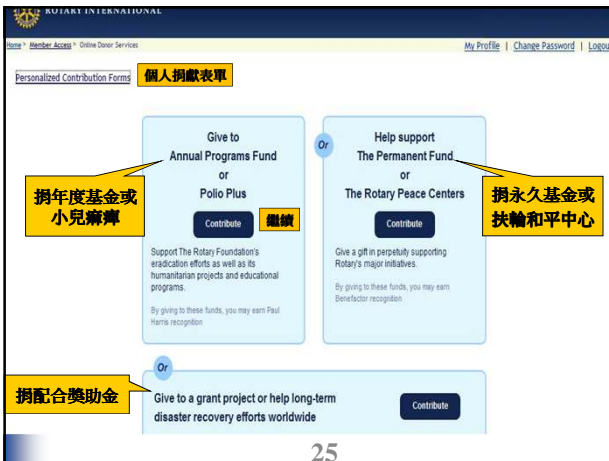 ROTARY INTERNATIONAL
Home > Member Access > Online Donor Services
My Profile | Change Password | Logout
Personalized Contribution Forms
個人捐獻表單
Give to
Annual Programs Fund
or
Polio Plus
Contribute
繼續
Support The Rotary Foundation's
eradication efforts as well as its
humanitarian projects and educational
programs.
By giving to these funds, you may earn Paul
Harris recognition
Or
Help support
The Permanent Fund
or
The Rotary Peace Centers
Contribute
Give a gift in perpetuity supporting
Rotary's major initiatives.
By giving to these funds, you may earn
Benefactor recognition
捐年度基金或
小兒痲痺
捐永久基金或
扶輪和平中心
Or
捐配合獎助金
Give to a grant project or help long-term
disaster recovery efforts worldwide
Contribute
25